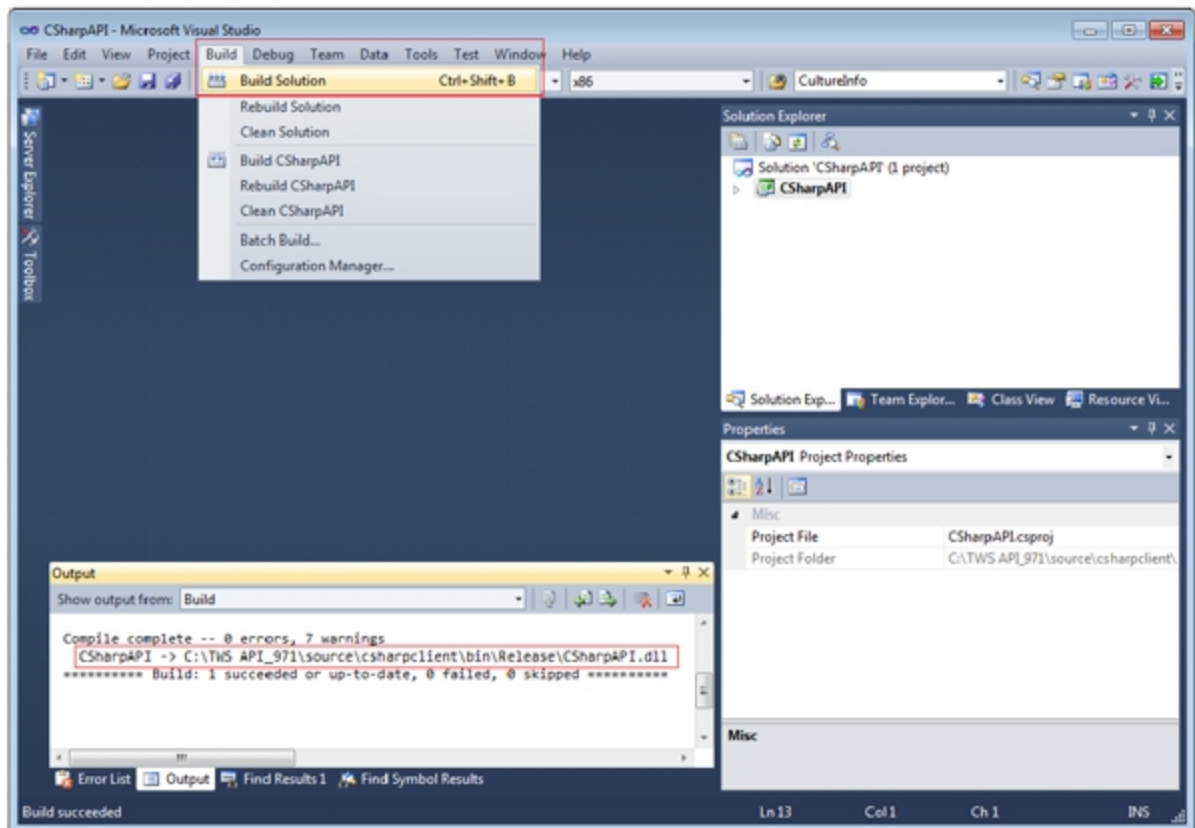 CSharpAPI - Microsoft Visual Studio
File Edit View Project Build Debug Team Data Tools Test Window Help
Build Solution Ctrl+Shift+B
x86
CultureInfo
Rebuild Solution
Clean Solution
Build CSharpAPI
Rebuild CSharpAPI
Clean CSharpAPI
Batch Build...
Configuration Manager...
Server Explorer
Toolbox
Solution Explorer
Solution 'CSharpAPI' (1 project)
CSharpAPI
Solution Exp... Team Explor... Class View Resource Vi...
Properties
CSharpAPI Project Properties
Misc
Project File CSharpAPI.csproj
Project Folder C:\TWS API_971\source\csharpclient\
Misc
Output
Show output from: Build
Compile complete -- 0 errors, 7 warnings
CSharpAPI -> C:\TWS API_971\source\csharpclient\bin\Release\CSharpAPI.dll
========== Build: 1 succeeded or up-to-date, 0 failed, 0 skipped ==========
Error List Output Find Results 1 Find Symbol Results
Build succeeded Ln 13 Col 1 Ch 1 INS